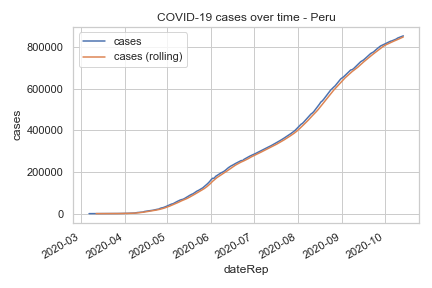 COVID-19 cases over time - Peru
cases
cases (rolling)
800000
600000
400000
200000
0
cases
2020-03
2020-04
2020-05
2020-06
2020-07
2020-08
2020-09
2020-10
dateRep